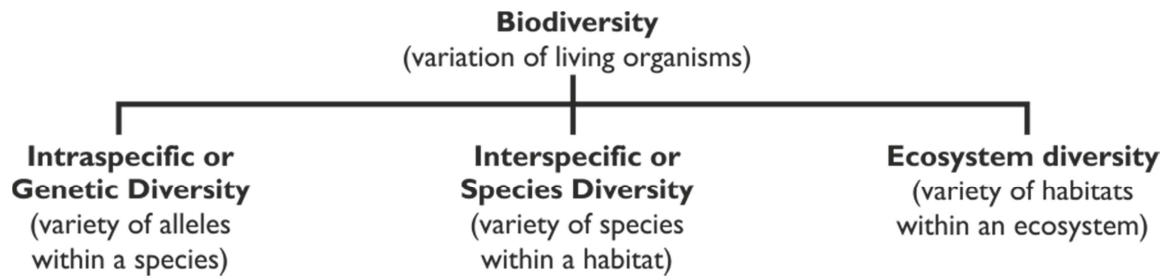 Biodiversity
(variation of living organisms)
Intraspecific or
Genetic Diversity
(variety of alleles
within a species)
Interspecific or
Species Diversity
(variety of species
within a habitat)
Ecosystem diversity
(variety of habitats
within an ecosystem)